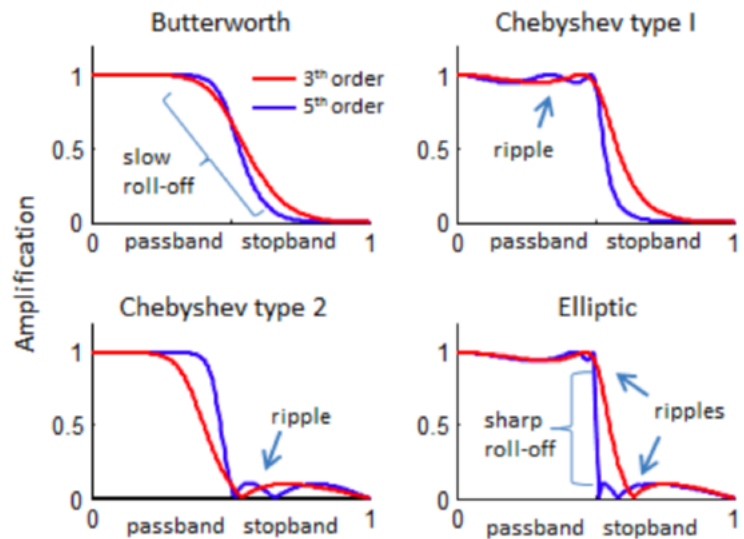 Butterworth
1
3th order
5th order
0.5
slow
roll-off
0
0 passband stopband 1
Chebyshev type I
1
ripple
0.5
0
0 passband stopband 1
Amplification
Chebyshev type 2
1
ripple
0.5
0
0 passband stopband 1
Elliptic
1
ripples
0.5
sharp
roll-off
0
0 passband stopband 1